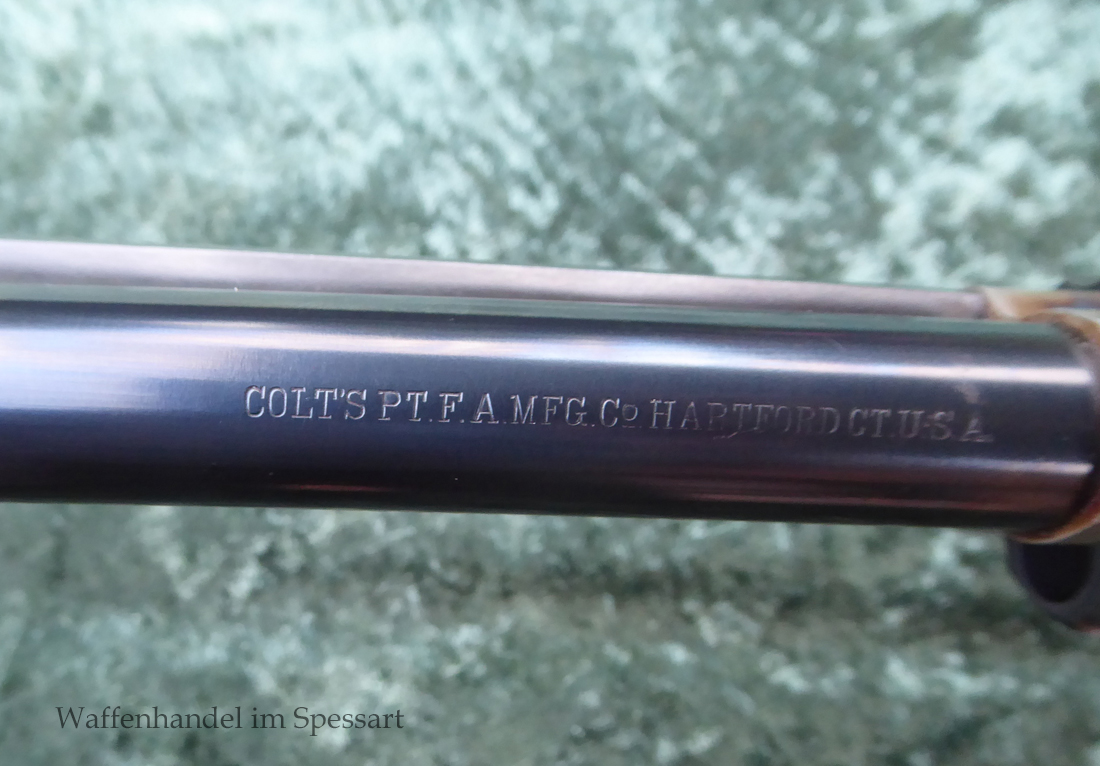 COLT'S PT. F. A. MFG. Co HARTFORD CT. U.S.A.
Waffenhandel im Spessart